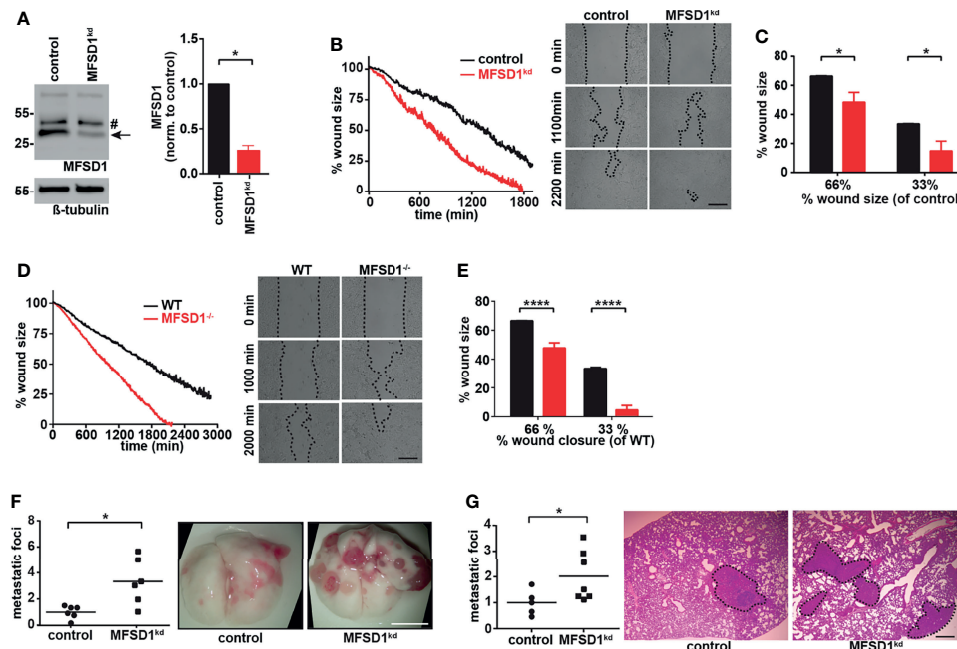 A
control
MFSD1kd
55
#
25
MFSD1
55
ß-tubulin
MFSD1
(norm. to control)
1.5
1.0
0.5
0.0
*
control
MFSD1kd
B
% wound size
100
75
50
25
0
0 600 1200 1800
time (min)
control
MFSD1kd
control MFSD1kd
0 min
1100min
2200 min
C
% wound size
80
60
40
20
0
* *
66% 33%
% wound size (of control
D
% wound size
100
75
50
25
0
0 600 1200 1800 2400 3000
time (min)
WT
MFSD1-/-
WT MFSD1-/-
0 min
1000 min
2000 min
E
% wound size
80
60
40
20
0
**** ****
66 % 33 %
% wound closure (of WT)
F
metastatic foci
8
6
4
2
0
*
control MFSD1kd
control MFSD1kd
G
metastatic foci
4
3
2
1
0
*
control MFSD1kd
control MFSD1kd